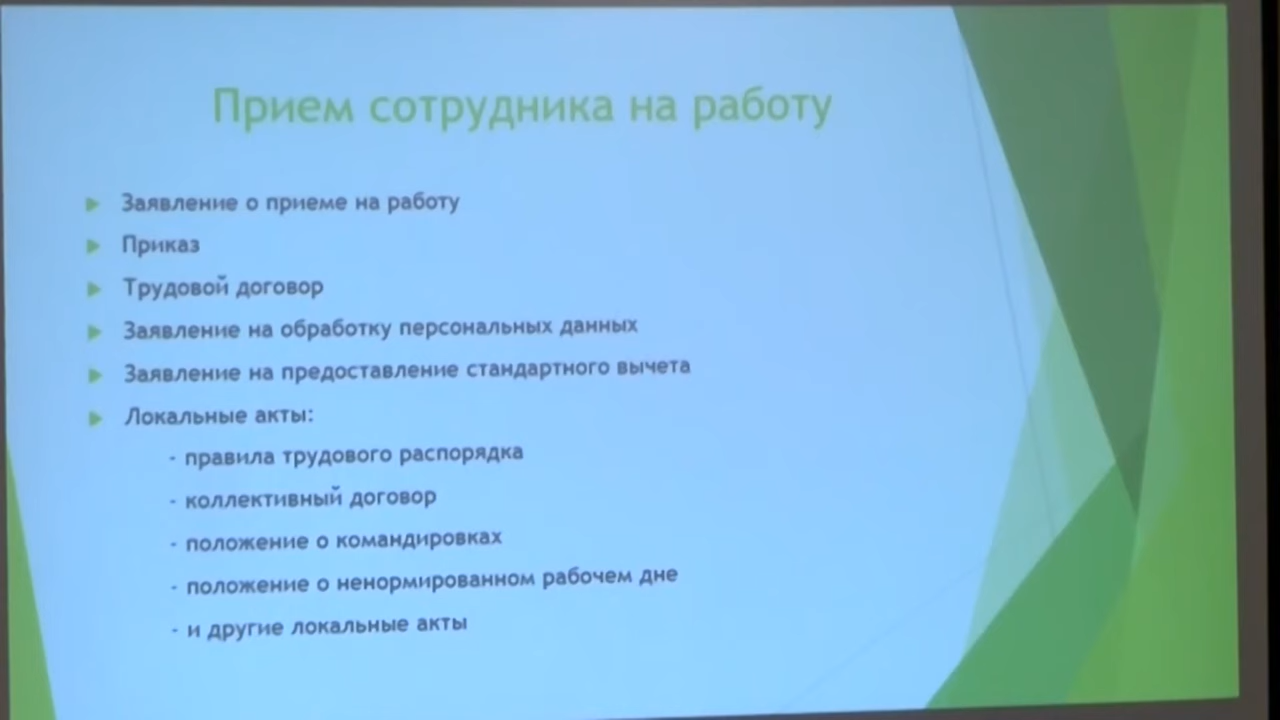 Прием сотрудника на работу
Заявление о приеме на работу
Приказ
Трудовой договор
Заявление на обработку персональных данных
Заявление на предоставление стандартного вычета
Локальные акты:
- правила трудового распорядка
- коллективный договор
- положение о командировках
- положение о ненормированном рабочем дне
- и другие локальные акты